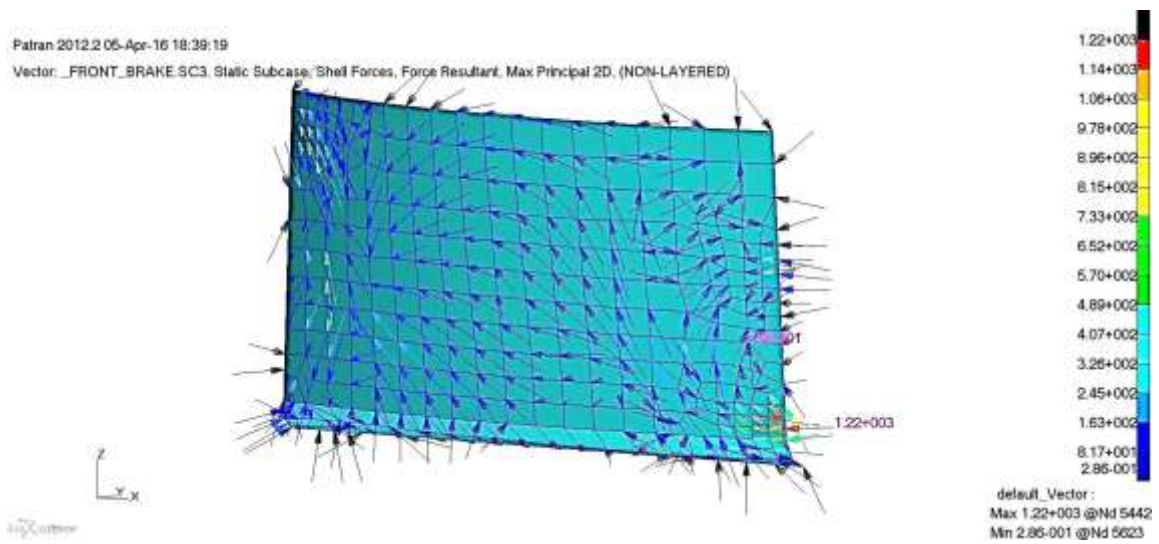 Patran 2012.2 05-Apr-16 18:39:19
Vector: _FRONT_BRAKE.SC3, Static Subcase, Shell Forces, Force Resultant, Max Principal 2D, (NON-LAYERED)
1.22+003
1.14+003
1.06+003
9.78+002
8.96+002
8.15+002
7.33+002
6.52+002
5.70+002
4.89+002
4.07+002
3.26+002
2.45+002
1.63+002
8.17+001
2.86-001
1.22+003
Z
Y X
default_Vector :
Max 1.22+003 @Nd 5442
Min 2.86-001 @Nd 5623